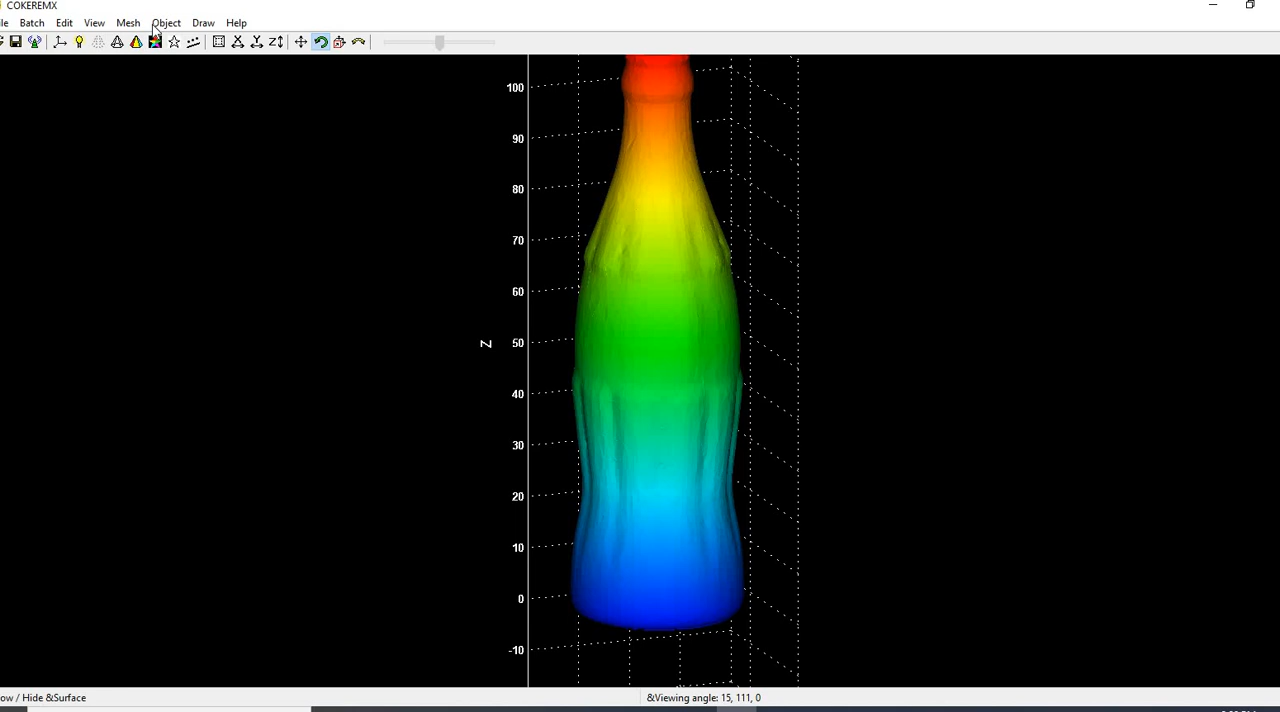 COKEREMX
le Batch Edit View Mesh Object Draw Help
X Y Z
100
90
80
70
60
Z 50
40
30
20
10
0
-10
ow / Hide &Surface &Viewing angle: 15, 111, 0